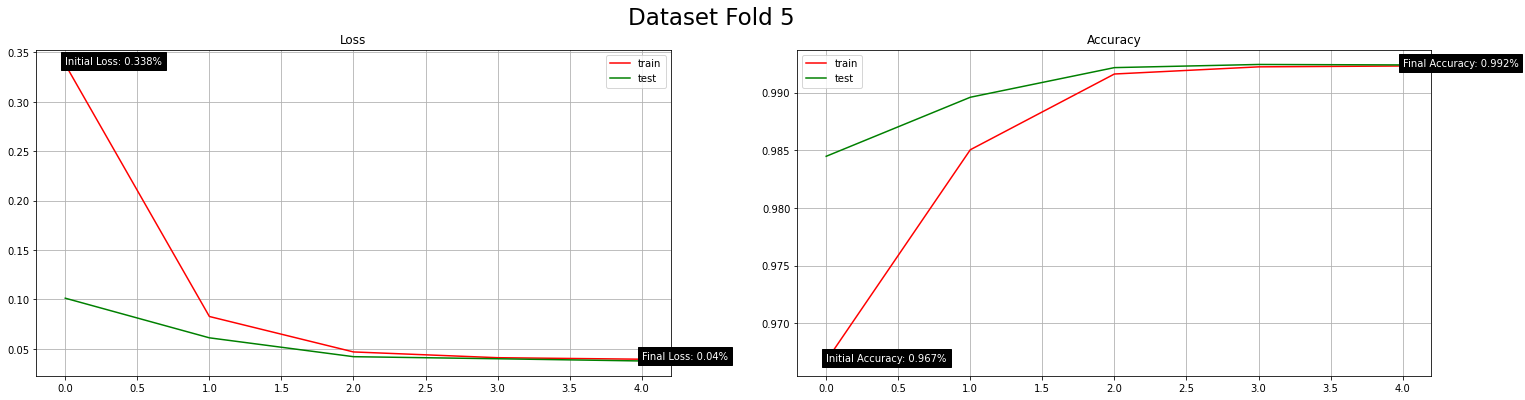 Dataset Fold 5
Loss
0.35
0.30
0.25
0.20
0.15
0.10
0.05
Initial Loss: 0.338%
train
test
Final Loss: 0.04%
0.0 0.5 1.0 1.5 2.0 2.5 3.0 3.5 4.0
Accuracy
0.990
0.985
0.980
0.975
0.970
train
test
Final Accuracy: 0.992%
Initial Accuracy: 0.967%
0.0 0.5 1.0 1.5 2.0 2.5 3.0 3.5 4.0